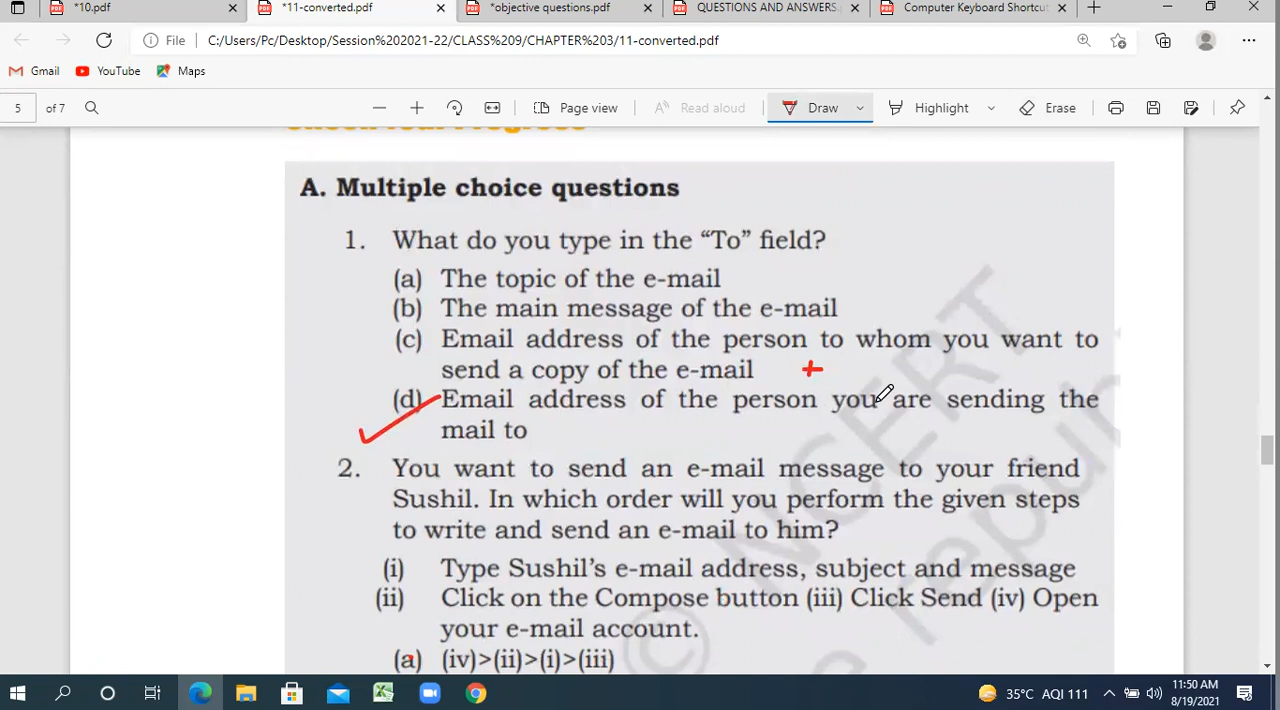 *10.pdf
*11-converted.pdf
*objective questions.pdf
QUESTIONS AND ANSWERS.
Computer Keyboard Shortcut
File C:/Users/Pc/Desktop/Session%202021-22/CLASS%209/CHAPTER%203/11-converted.pdf
Gmail YouTube Maps
5 of 7 Page view Read aloud Draw Highlight Erase
Check Your Progress
A. Multiple choice questions
1. What do you type in the “To” field?
(a) The topic of the e-mail
(b) The main message of the e-mail
(c) Email address of the person to whom you want to
send a copy of the e-mail
(d) Email address of the person you are sending the
mail to
2. You want to send an e-mail message to your friend
Sushil. In which order will you perform the given steps
to write and send an e-mail to him?
(i) Type Sushil’s e-mail address, subject and message
(ii) Click on the Compose button (iii) Click Send (iv) Open
your e-mail account.
(a) (iv)>(ii)>(i)>(iii)
© NCERT
35°C AQI 111
11:50 AM
8/19/2021